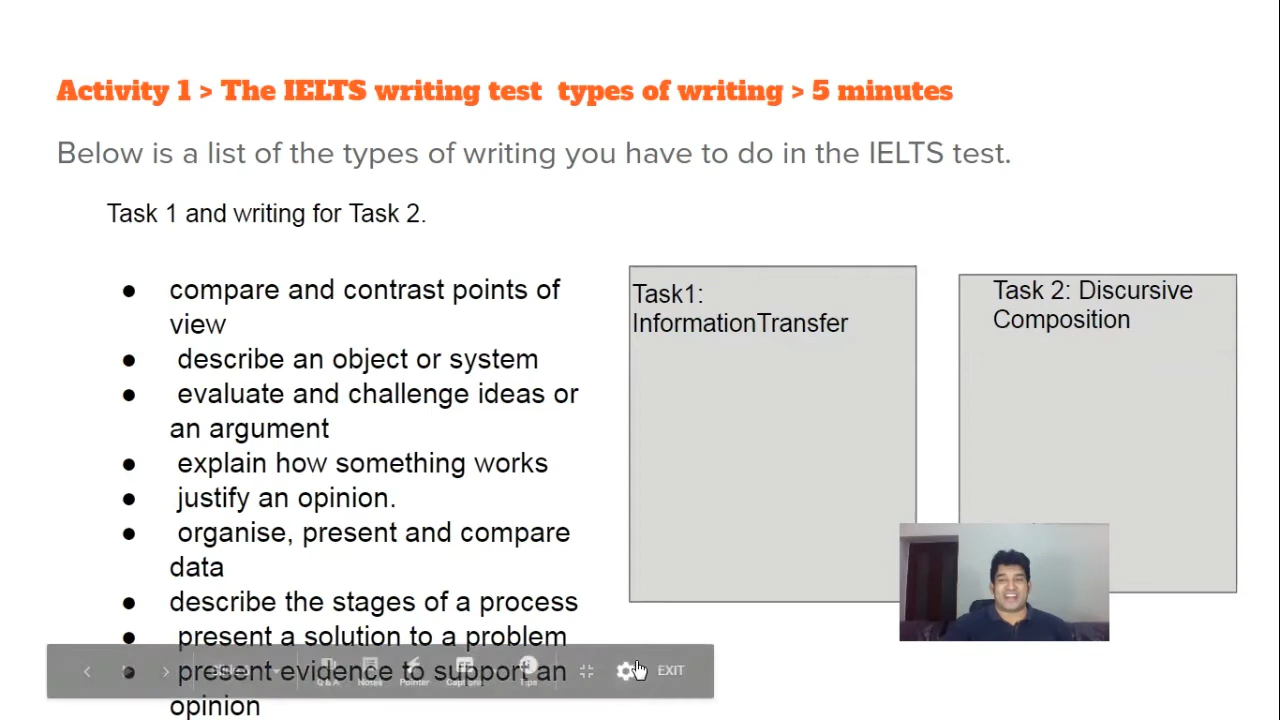 Activity 1 > The IELTS writing test types of writing > 5 minutes
Below is a list of the types of writing you have to do in the IELTS test.
Task 1 and writing for Task 2.
● compare and contrast points of
view
● describe an object or system
● evaluate and challenge ideas or
an argument
● explain how something works
● justify an opinion.
● organise, present and compare
data
● describe the stages of a process
● present a solution to a problem
● present evidence to support an
opinion
Task1:
InformationTransfer
Task 2: Discursive
Composition
Q & A
Notes
Pointer
Captions
Tips
EXIT